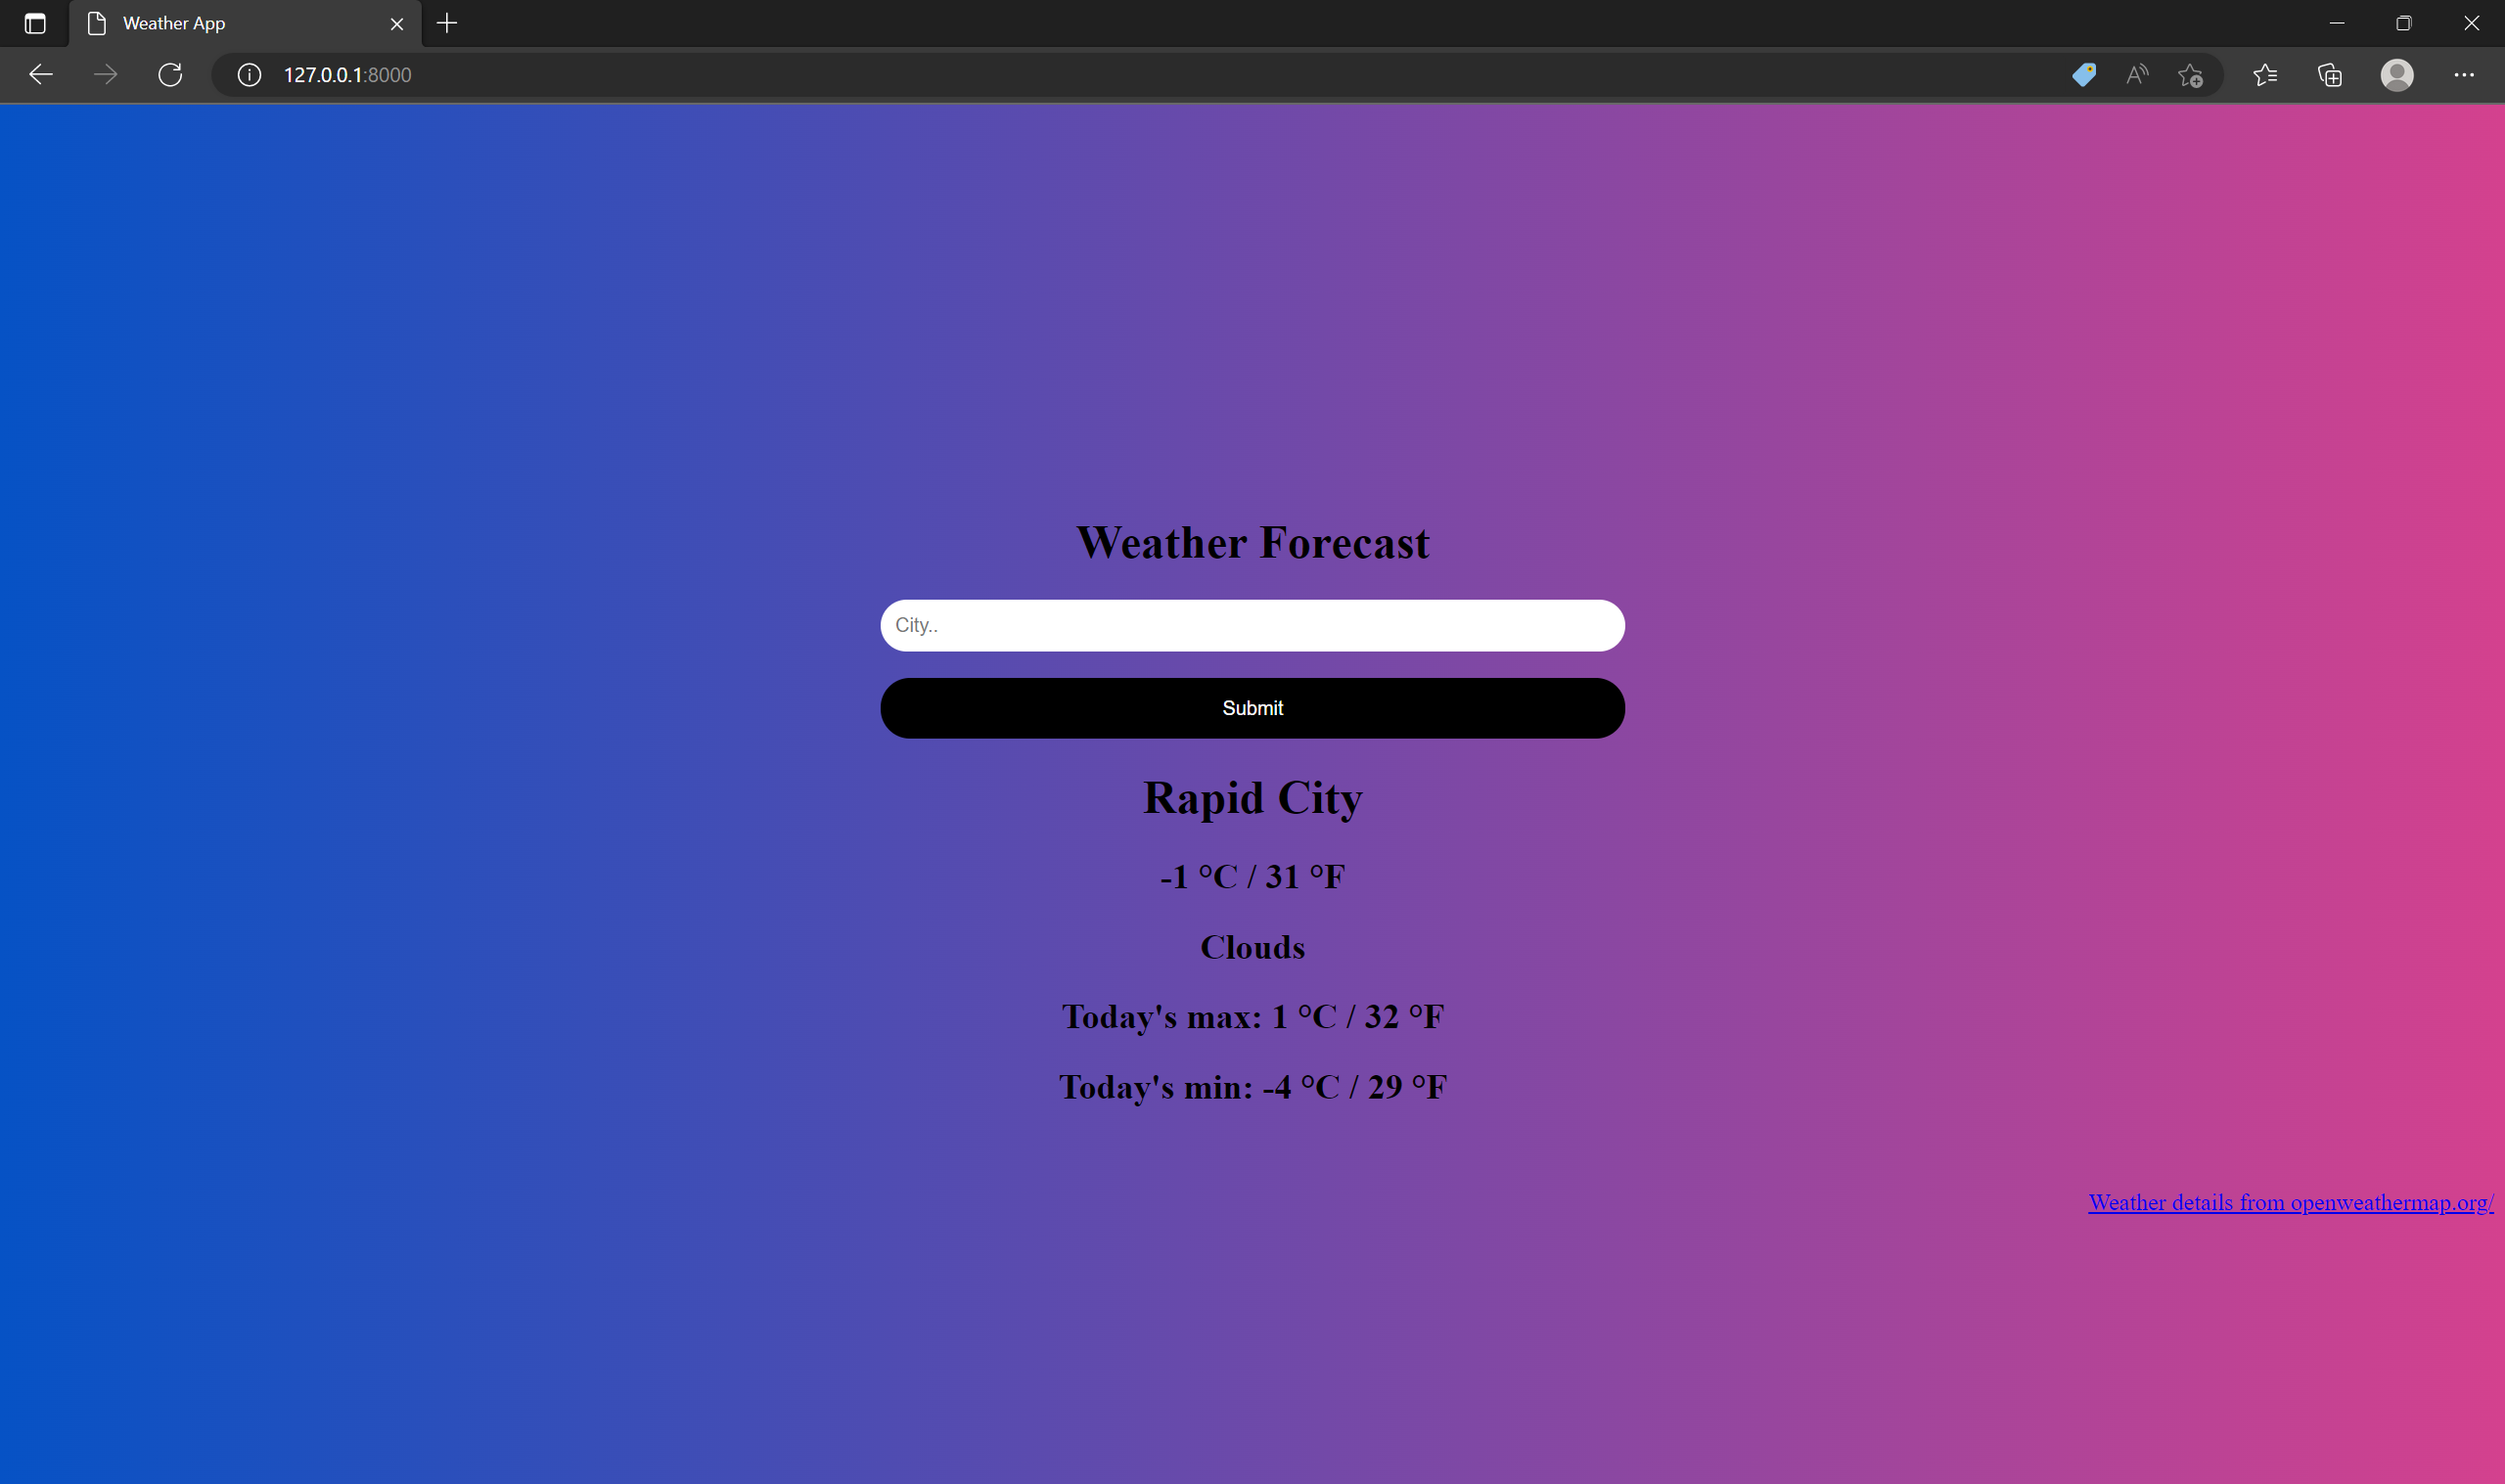 Weather App
127.0.0.1:8000
Weather Forecast
City..
Submit
Rapid City
-1 °C / 31 °F
Clouds
Today's max: 1 °C / 32 °F
Today's min: -4 °C / 29 °F
Weather details from openweathermap.org/